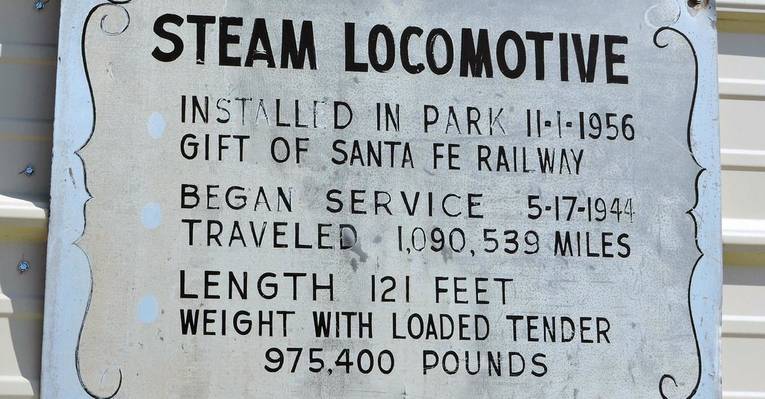 STEAM LOCOMOTIVE
INSTALLED IN PARK 11-1-1956
GIFT OF SANTA FE RAILWAY
BEGAN SERVICE 5-17-1944
TRAVELED 1,090,539 MILES
LENGTH 121 FEET
WEIGHT WITH LOADED TENDER
975,400 POUNDS